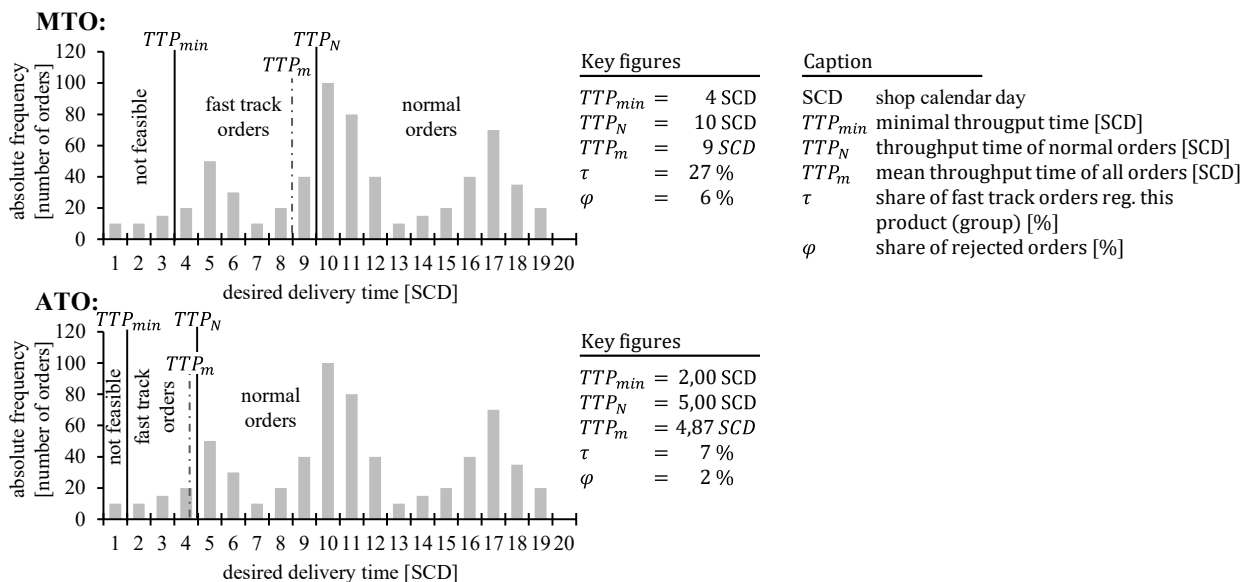 MTO:
TTP_min
TTP_N
TTP_m
120
100
80
60
40
20
0
absolute frequency
[number of orders]
not feasible
fast track
orders
normal
orders
1 2 3 4 5 6 7 8 9 10 11 12 13 14 15 16 17 18 19 20
desired delivery time [SCD]
Key figures
TTP_min = 4 SCD
TTP_N = 10 SCD
TTP_m = 9 SCD
τ = 27 %
φ = 6 %
Caption
SCD shop calendar day
TTP_min minimal througput time [SCD]
TTP_N throughput time of normal orders [SCD]
TTP_m mean throughput time of all orders [SCD]
τ share of fast track orders reg. this
product (group) [%]
φ share of rejected orders [%]
ATO:
TTP_min
TTP_N
TTP_m
120
100
80
60
40
20
0
absolute frequency
[number of orders]
not feasible
fast track
orders
normal
orders
1 2 3 4 5 6 7 8 9 10 11 12 13 14 15 16 17 18 19 20
desired delivery time [SCD]
Key figures
TTP_min = 2,00 SCD
TTP_N = 5,00 SCD
TTP_m = 4,87 SCD
τ = 7 %
φ = 2 %